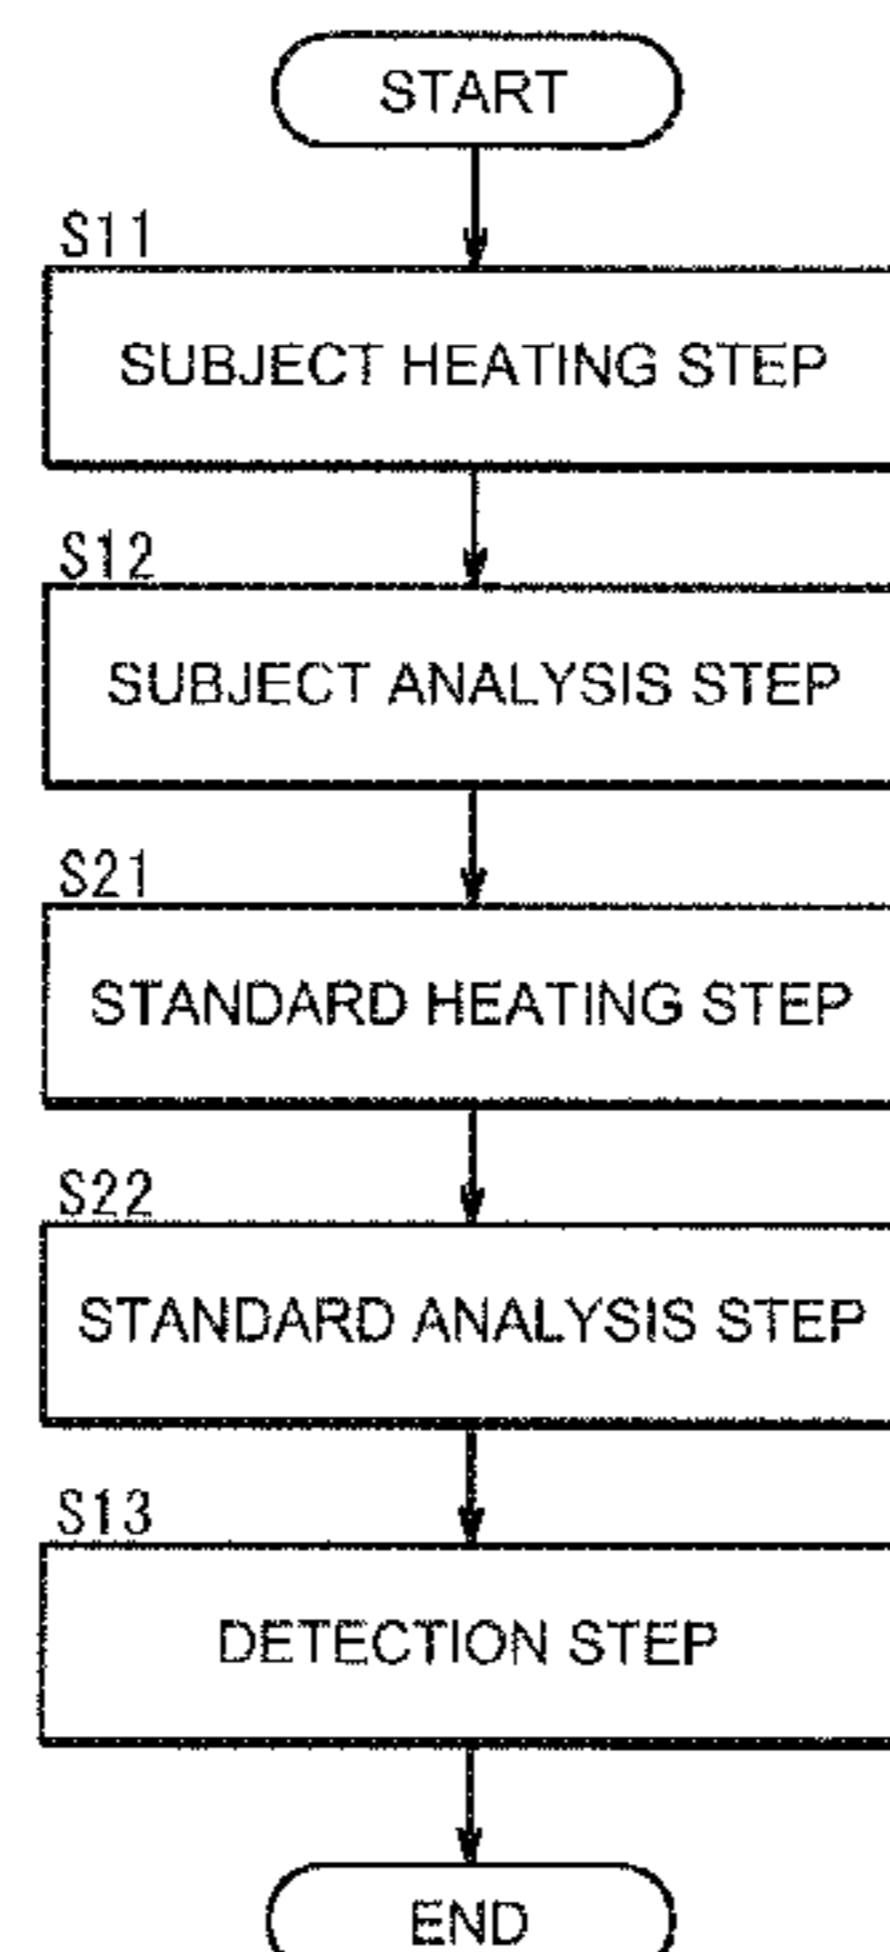 START
S11
SUBJECT HEATING STEP
S12
SUBJECT ANALYSIS STEP
S21
STANDARD HEATING STEP
S22
STANDARD ANALYSIS STEP
S13
DETECTION STEP
END